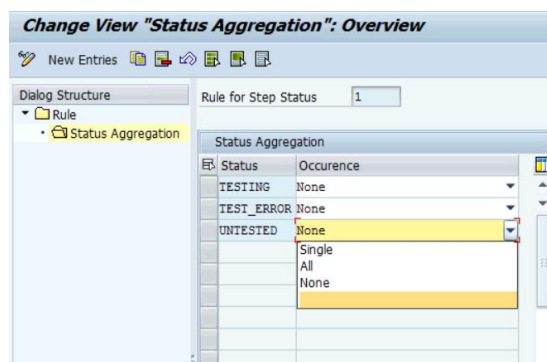 Change View "Status Aggregation": Overview
New Entries
Dialog Structure
Rule
Status Aggregation
Rule for Step Status 1
Status Aggregation
Status Occurence
TESTING None
TEST_ERROR None
UNTESTED None
Single
All
None